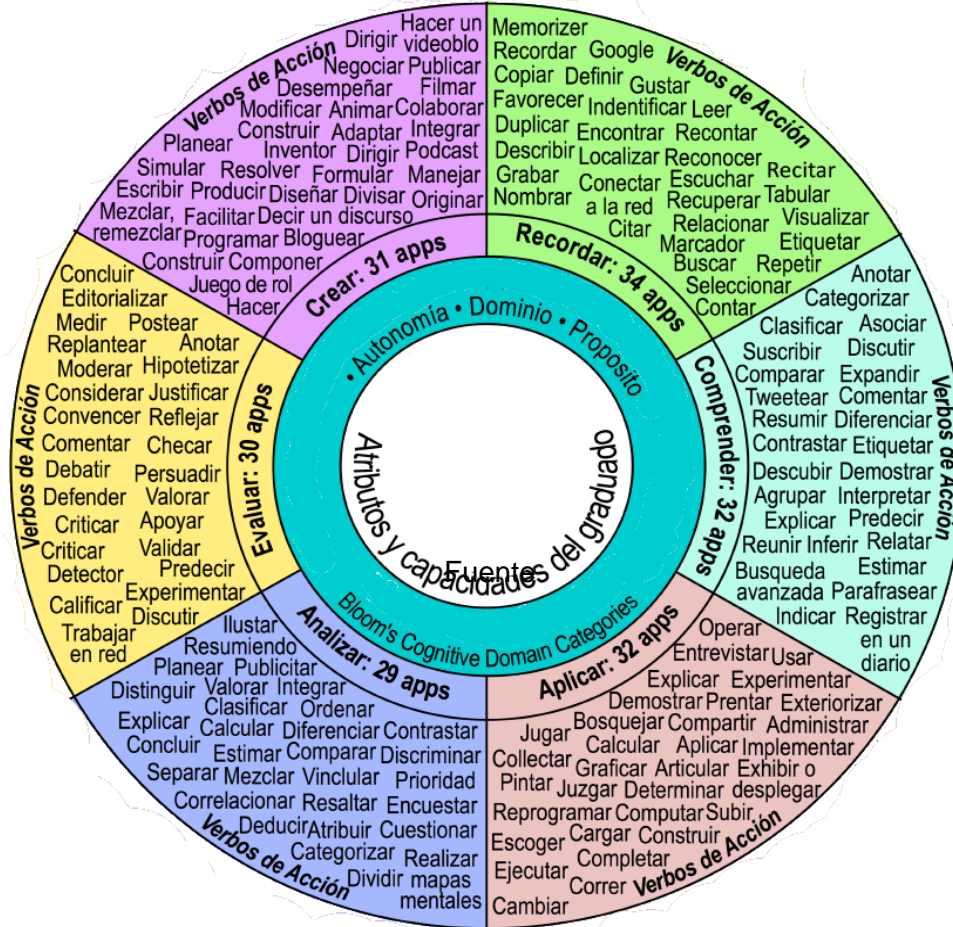 Atributos y capacidades del graduado
Fuente
• Autonomía • Dominio • Propósito
Bloom's Cognitive Domain Categories
Recordar: 34 apps
Verbos de Acción
Memorizer
Recordar Google
Copiar Definir Gustar
Favorecer Indentificar Leer
Duplicar Encontrar Recontar
Describir Localizar Reconocer
Grabar Conectar Escuchar Recitar
Nombrar a la red Recuperar Tabular
Citar Relacionar Visualizar
Marcador Etiquetar
Buscar Repetir
Seleccionar
Contar
Comprender: 32 apps
Verbos de Acción
Anotar
Categorizar
Clasificar Asociar
Suscribir Discutir
Comparar Expandir
Tweetear Comentar
Resumir Diferenciar
Contrastar Etiquetar
Descubir Demostrar
Agrupar Interpretar
Explicar Predecir
Reunir Inferir Relatar
Busqueda Estimar
avanzada Parafrasear
Indicar Registrar
en un
diario
Aplicar: 32 apps
Verbos de Acción
Operar
Entrevistar Usar
Explicar Experimentar
Demostrar Prentar Exteriorizar
Jugar Bosquejar Compartir Administrar
Collectar Calcular Aplicar Implementar
Pintar Graficar Articular Exhibir o
Juzgar Determinar desplegar
Reprogramar Computar Subir
Escoger Cargar Construir
Ejecutar Completar
Correr
Cambiar
Analizar: 29 apps
Verbos de Acción
Ilustar
Resumiendo
Planear Publicitar
Distinguir Valorar Integrar
Clasificar Ordenar
Explicar Calcular Diferenciar Contrastar
Concluir Estimar Comparar Discriminar
Separar Mezclar Vinclular Prioridad
Correlacionar Resaltar Encuestar
Deducir Atribuir Cuestionar
Categorizar Realizar
Dividir mapas
mentales
Evaluar: 30 apps
Verbos de Acción
Concluir
Editorializar
Medir Postear
Replantear Anotar
Moderar Hipotetizar
Considerar Justificar
Convencer Reflejar
Comentar Checar
Debatir Persuadir
Defender Valorar
Criticar Apoyar
Criticar Validar
Detector Predecir
Experimentar
Calificar Discutir
Trabajar
en red
Crear: 31 apps
Verbos de Acción
Hacer un
Dirigir videoblo
Negociar Publicar
Desempeñar Filmar
Modificar Animar Colaborar
Construir Adaptar Integrar
Planear Inventor Dirigir Podcast
Simular Resolver Formular Manejar
Escribir Producir Diseñar Divisar Originar
Mezclar, Facilitar Decir un discurso
remezclar Programar Bloguear
Construir Componer
Juego de rol
Hacer